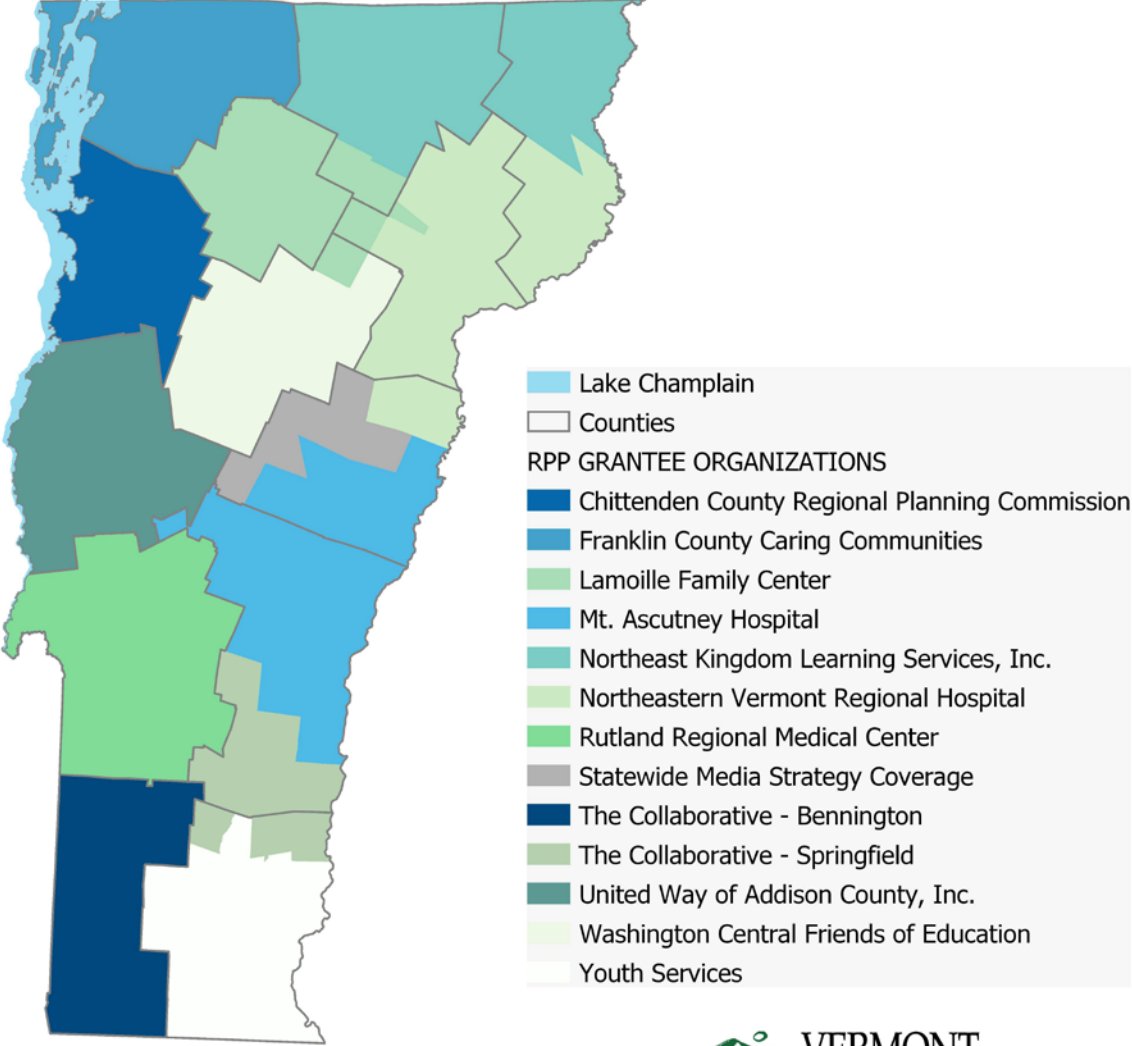 Lake Champlain
Counties
RPP GRANTEE ORGANIZATIONS
Chittenden County Regional Planning Commission
Franklin County Caring Communities
Lamoille Family Center
Mt. Ascutney Hospital
Northeast Kingdom Learning Services, Inc.
Northeastern Vermont Regional Hospital
Rutland Regional Medical Center
Statewide Media Strategy Coverage
The Collaborative - Bennington
The Collaborative - Springfield
United Way of Addison County, Inc.
Washington Central Friends of Education
Youth Services
VERMONT